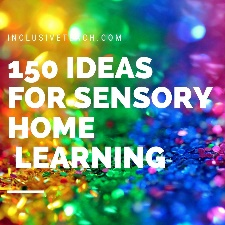 INCLUSIVETEACH.COM
150 IDEAS
FOR SENSORY
HOME
LEARNING